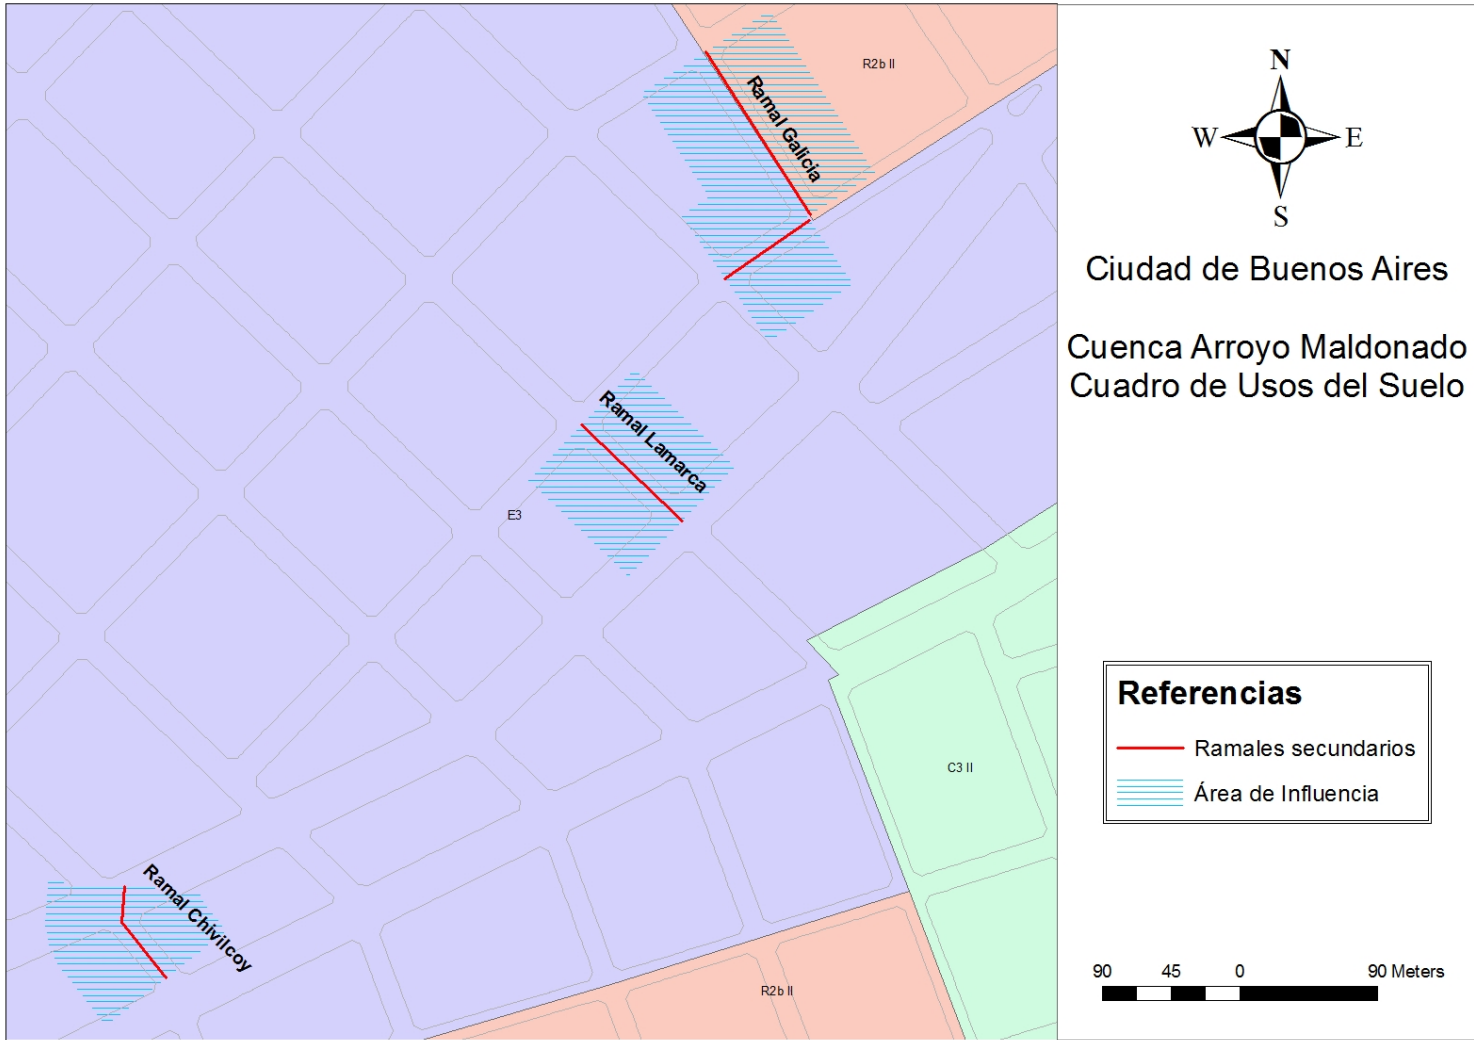 R2b II
Ramal Galicia
Ramal Lamarca
E3
C3 II
Ramal Chivilcoy
R2b II
N
W E
S
Ciudad de Buenos Aires
Cuenca Arroyo Maldonado
Cuadro de Usos del Suelo
Referencias
Ramales secundarios
Área de Influencia
90 45 0 90 Meters